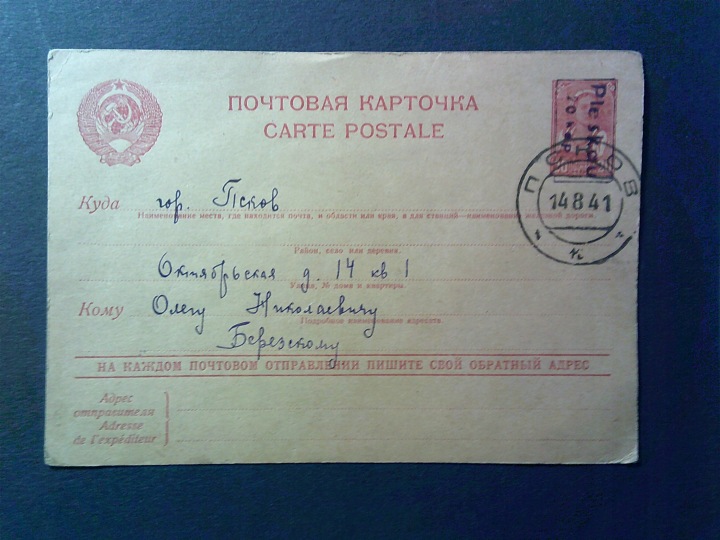 ПОЧТОВАЯ КАРТОЧКА
CARTE POSTALE
Pleskau
20 коп
ПСКОВ
14 8 41
Куда гор. Псков
Наименование места, где находится почта, и области или края, а для станций—наименование железной дороги.
Район, село или деревня.
Октябрьская д. 14 кв 1
Улица, № дома и квартиры.
Кому Олегу Николаевичу
Подробное наименование адресата.
Березскому
НА КАЖДОМ ПОЧТОВОМ ОТПРАВЛЕНИИ ПИШИТЕ СВОЙ ОБРАТНЫЙ АДРЕС
Адрес
отправителя
Adresse
de l'expéditeur